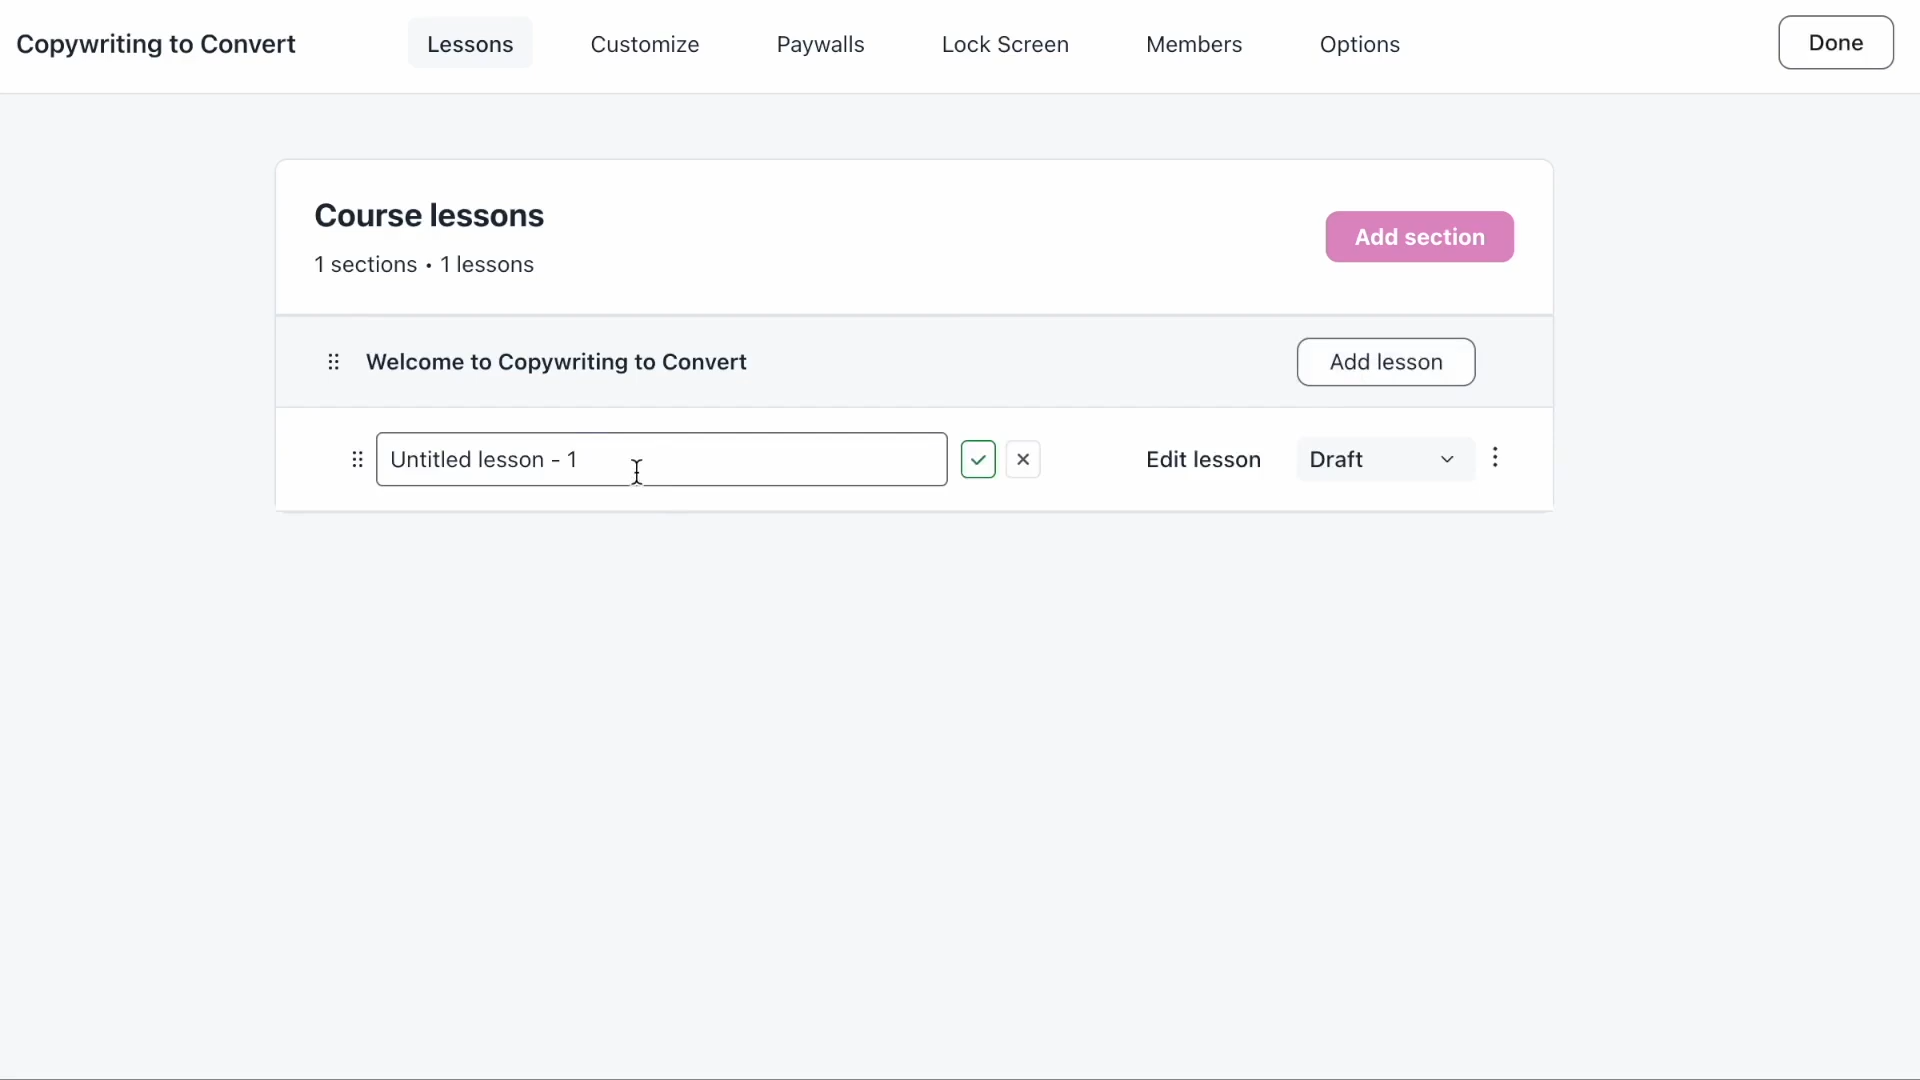 Copywriting to Convert
Lessons
Customize
Paywalls
Lock Screen
Members
Options
Done
Course lessons
1 sections • 1 lessons
Add section
Welcome to Copywriting to Convert
Add lesson
Untitled lesson - 1
Edit lesson
Draft